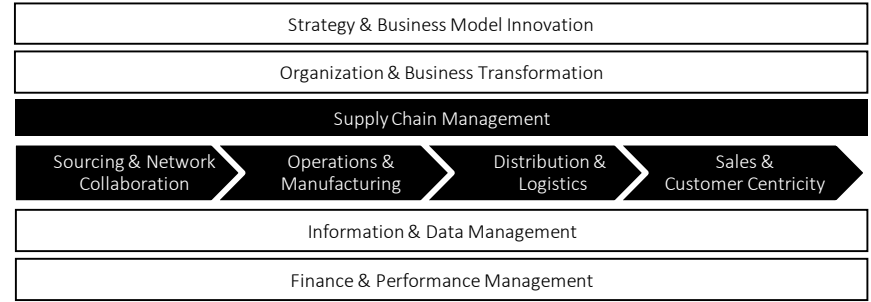 Strategy & Business Model Innovation
Organization & Business Transformation
Supply Chain Management
Sourcing & Network
Collaboration
Operations &
Manufacturing
Distribution &
Logistics
Sales &
Customer Centricity
Information & Data Management
Finance & Performance Management